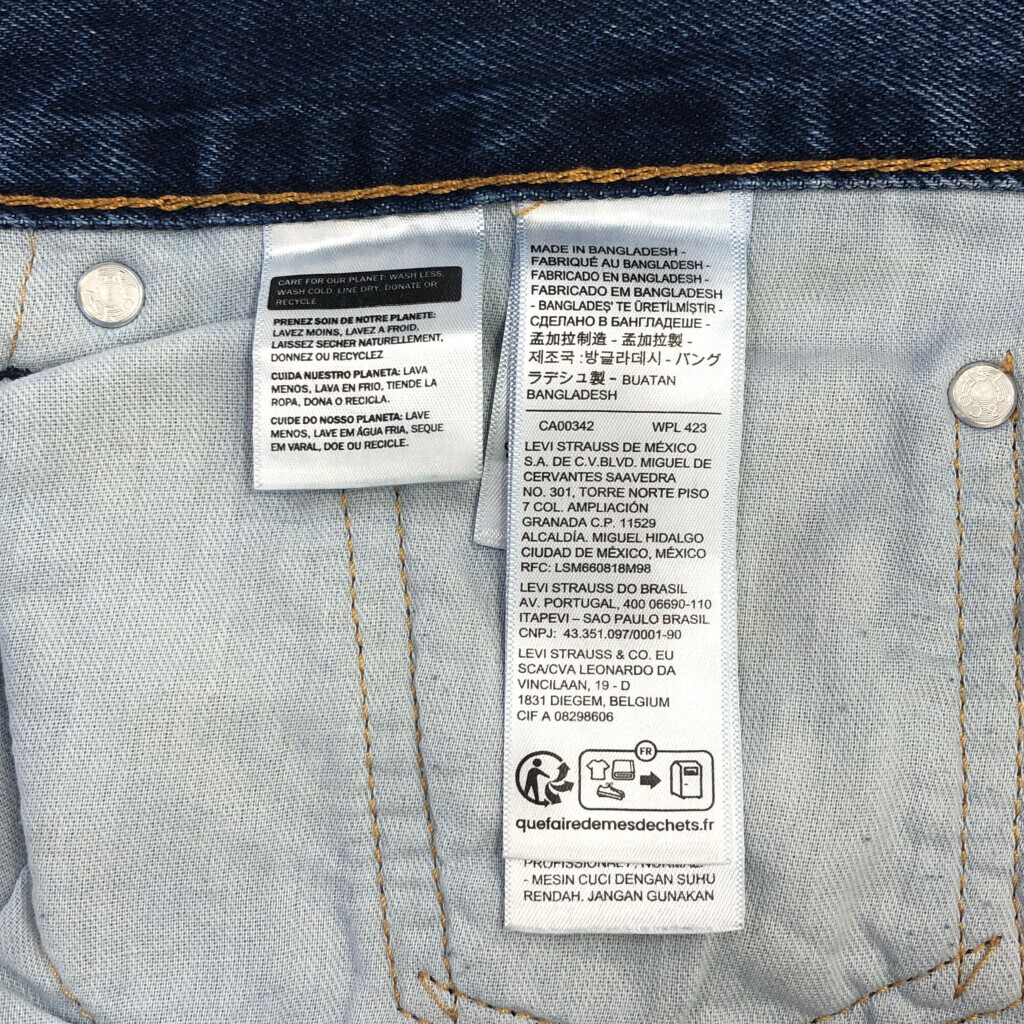 CARE FOR OUR PLANET: WASH LESS,
WASH COLD, LINE DRY, DONATE OR
RECYCLE
PRENEZ SOIN DE NOTRE PLANETE:
LAVEZ MOINS, LAVEZ A FROID,
LAISSEZ SECHER NATURELLEMENT,
DONNEZ OU RECYCLEZ
CUIDA NUESTRO PLANETA: LAVA
MENOS, LAVA EN FRIO, TIENDE LA
ROPA, DONA O RECICLA.
CUIDE DO NOSSO PLANETA: LAVE
MENOS, LAVE EM ÁGUA FRIA, SEQUE
EM VARAL, DOE OU RECICLE.
MADE IN BANGLADESH -
FABRIQUÉ AU BANGLADESH -
FABRICADO EN BANGLADESH -
FABRICADO EM BANGLADESH
- BANGLADEŞ' TE ÜRETİLMİŞTİR -
СДЕЛАНО В БАНГЛАДЕШЕ -
孟加拉制造 - 孟加拉製 -
제조국 :방글라데시 - バング
ラデシュ製 - BUATAN
BANGLADESH
CA00342 WPL 423
LEVI STRAUSS DE MÉXICO
S.A. DE C.V.BLVD. MIGUEL DE
CERVANTES SAAVEDRA
NO. 301, TORRE NORTE PISO
7 COL. AMPLIACIÓN
GRANADA C.P. 11529
ALCALDÍA. MIGUEL HIDALGO
CIUDAD DE MÉXICO, MÉXICO
RFC: LSM660818M98
LEVI STRAUSS DO BRASIL
AV. PORTUGAL, 400 06690-110
ITAPEVI – SAO PAULO BRASIL
CNPJ: 43.351.097/0001-90
LEVI STRAUSS & CO. EU
SCA/CVA LEONARDO DA
VINCILAAN, 19 - D
1831 DIEGEM, BELGIUM
CIF A 08298606
FR
quefairedemesdechets.fr
- MESIN CUCI DENGAN SUHU
RENDAH. JANGAN GUNAKAN